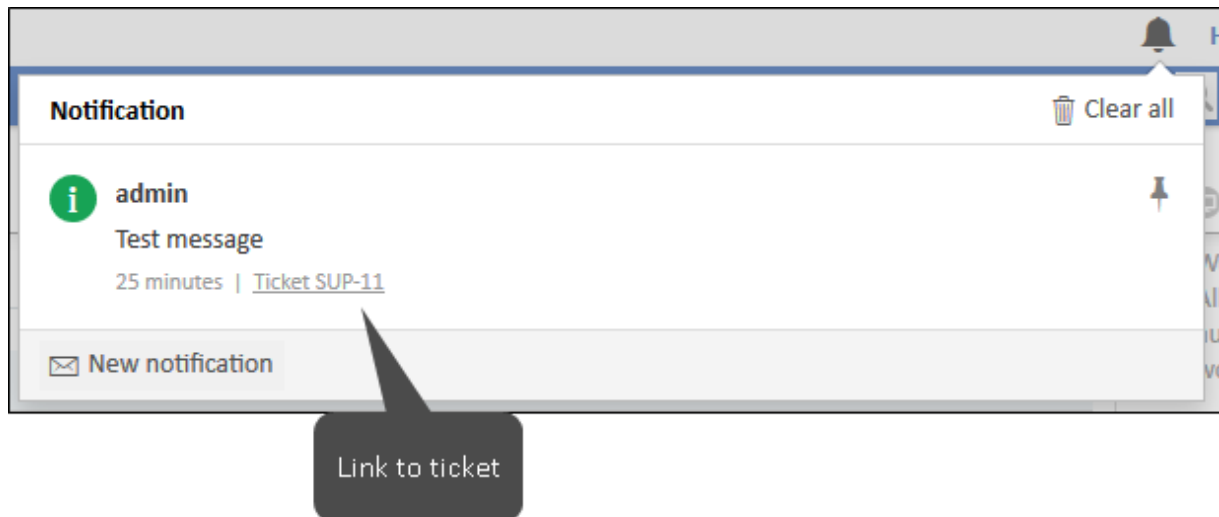 H
Notification
Clear all
admin
Test message
25 minutes | Ticket SUP-11
New notification
Link to ticket